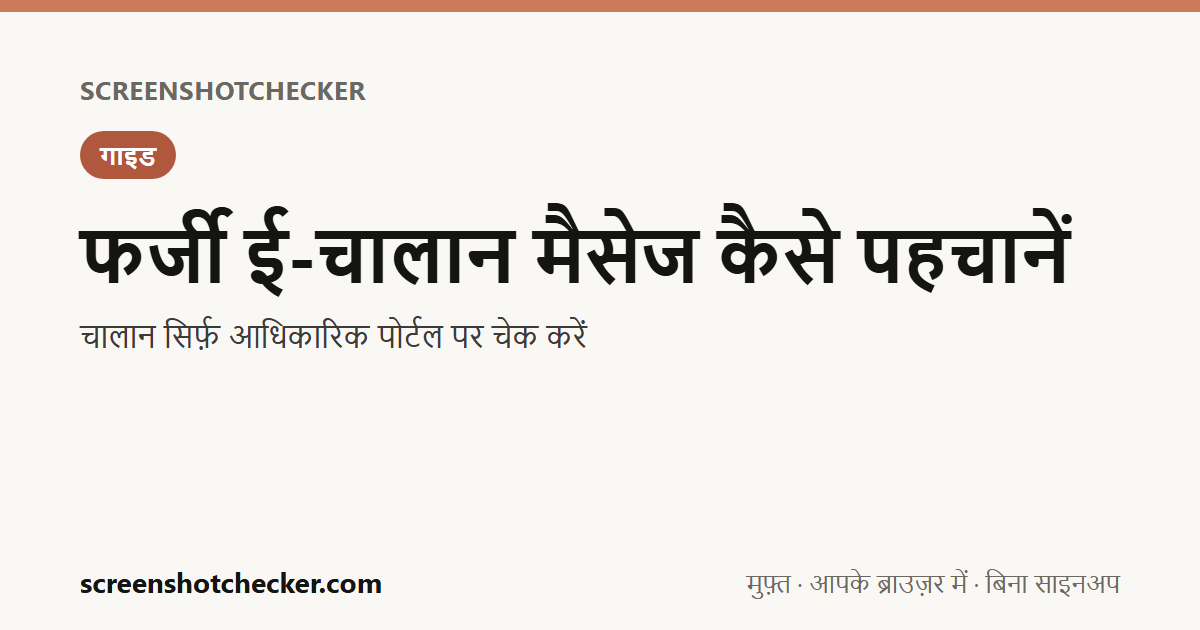 SCREENSHOTCHECKER
गाइड
फर्जी ई-चालान मैसेज कैसे पहचानें
चालान सिर्फ़ आधिकारिक पोर्टल पर चेक करें
screenshotchecker.com
मुफ़्त · आपके ब्राउज़र में · बिना साइनअप